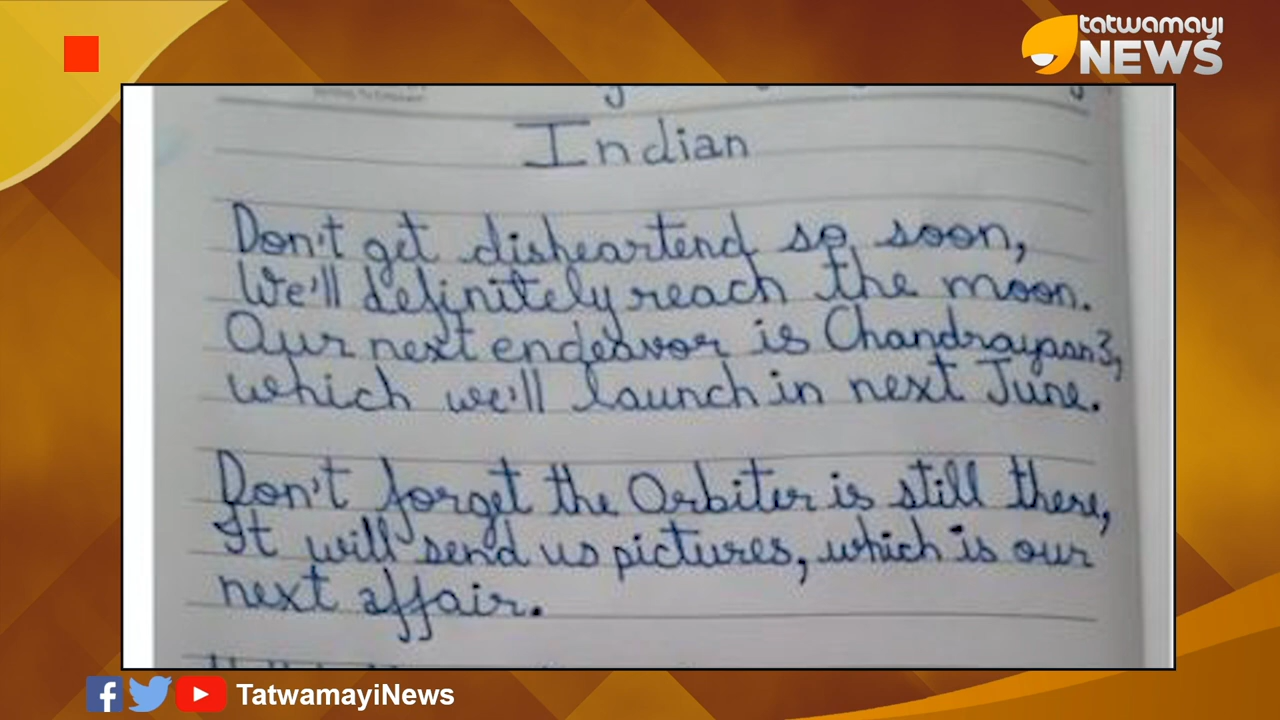 tatwamayi
NEWS
Indian
Don't get disheartend so soon,
We'll definitely reach the moon.
Our next endeavor is Chandrayaan 3,
which we'll launch in next June.
Don't forget the Orbiter is still there,
It will send us pictures, which is our
next affair.
TatwamayiNews